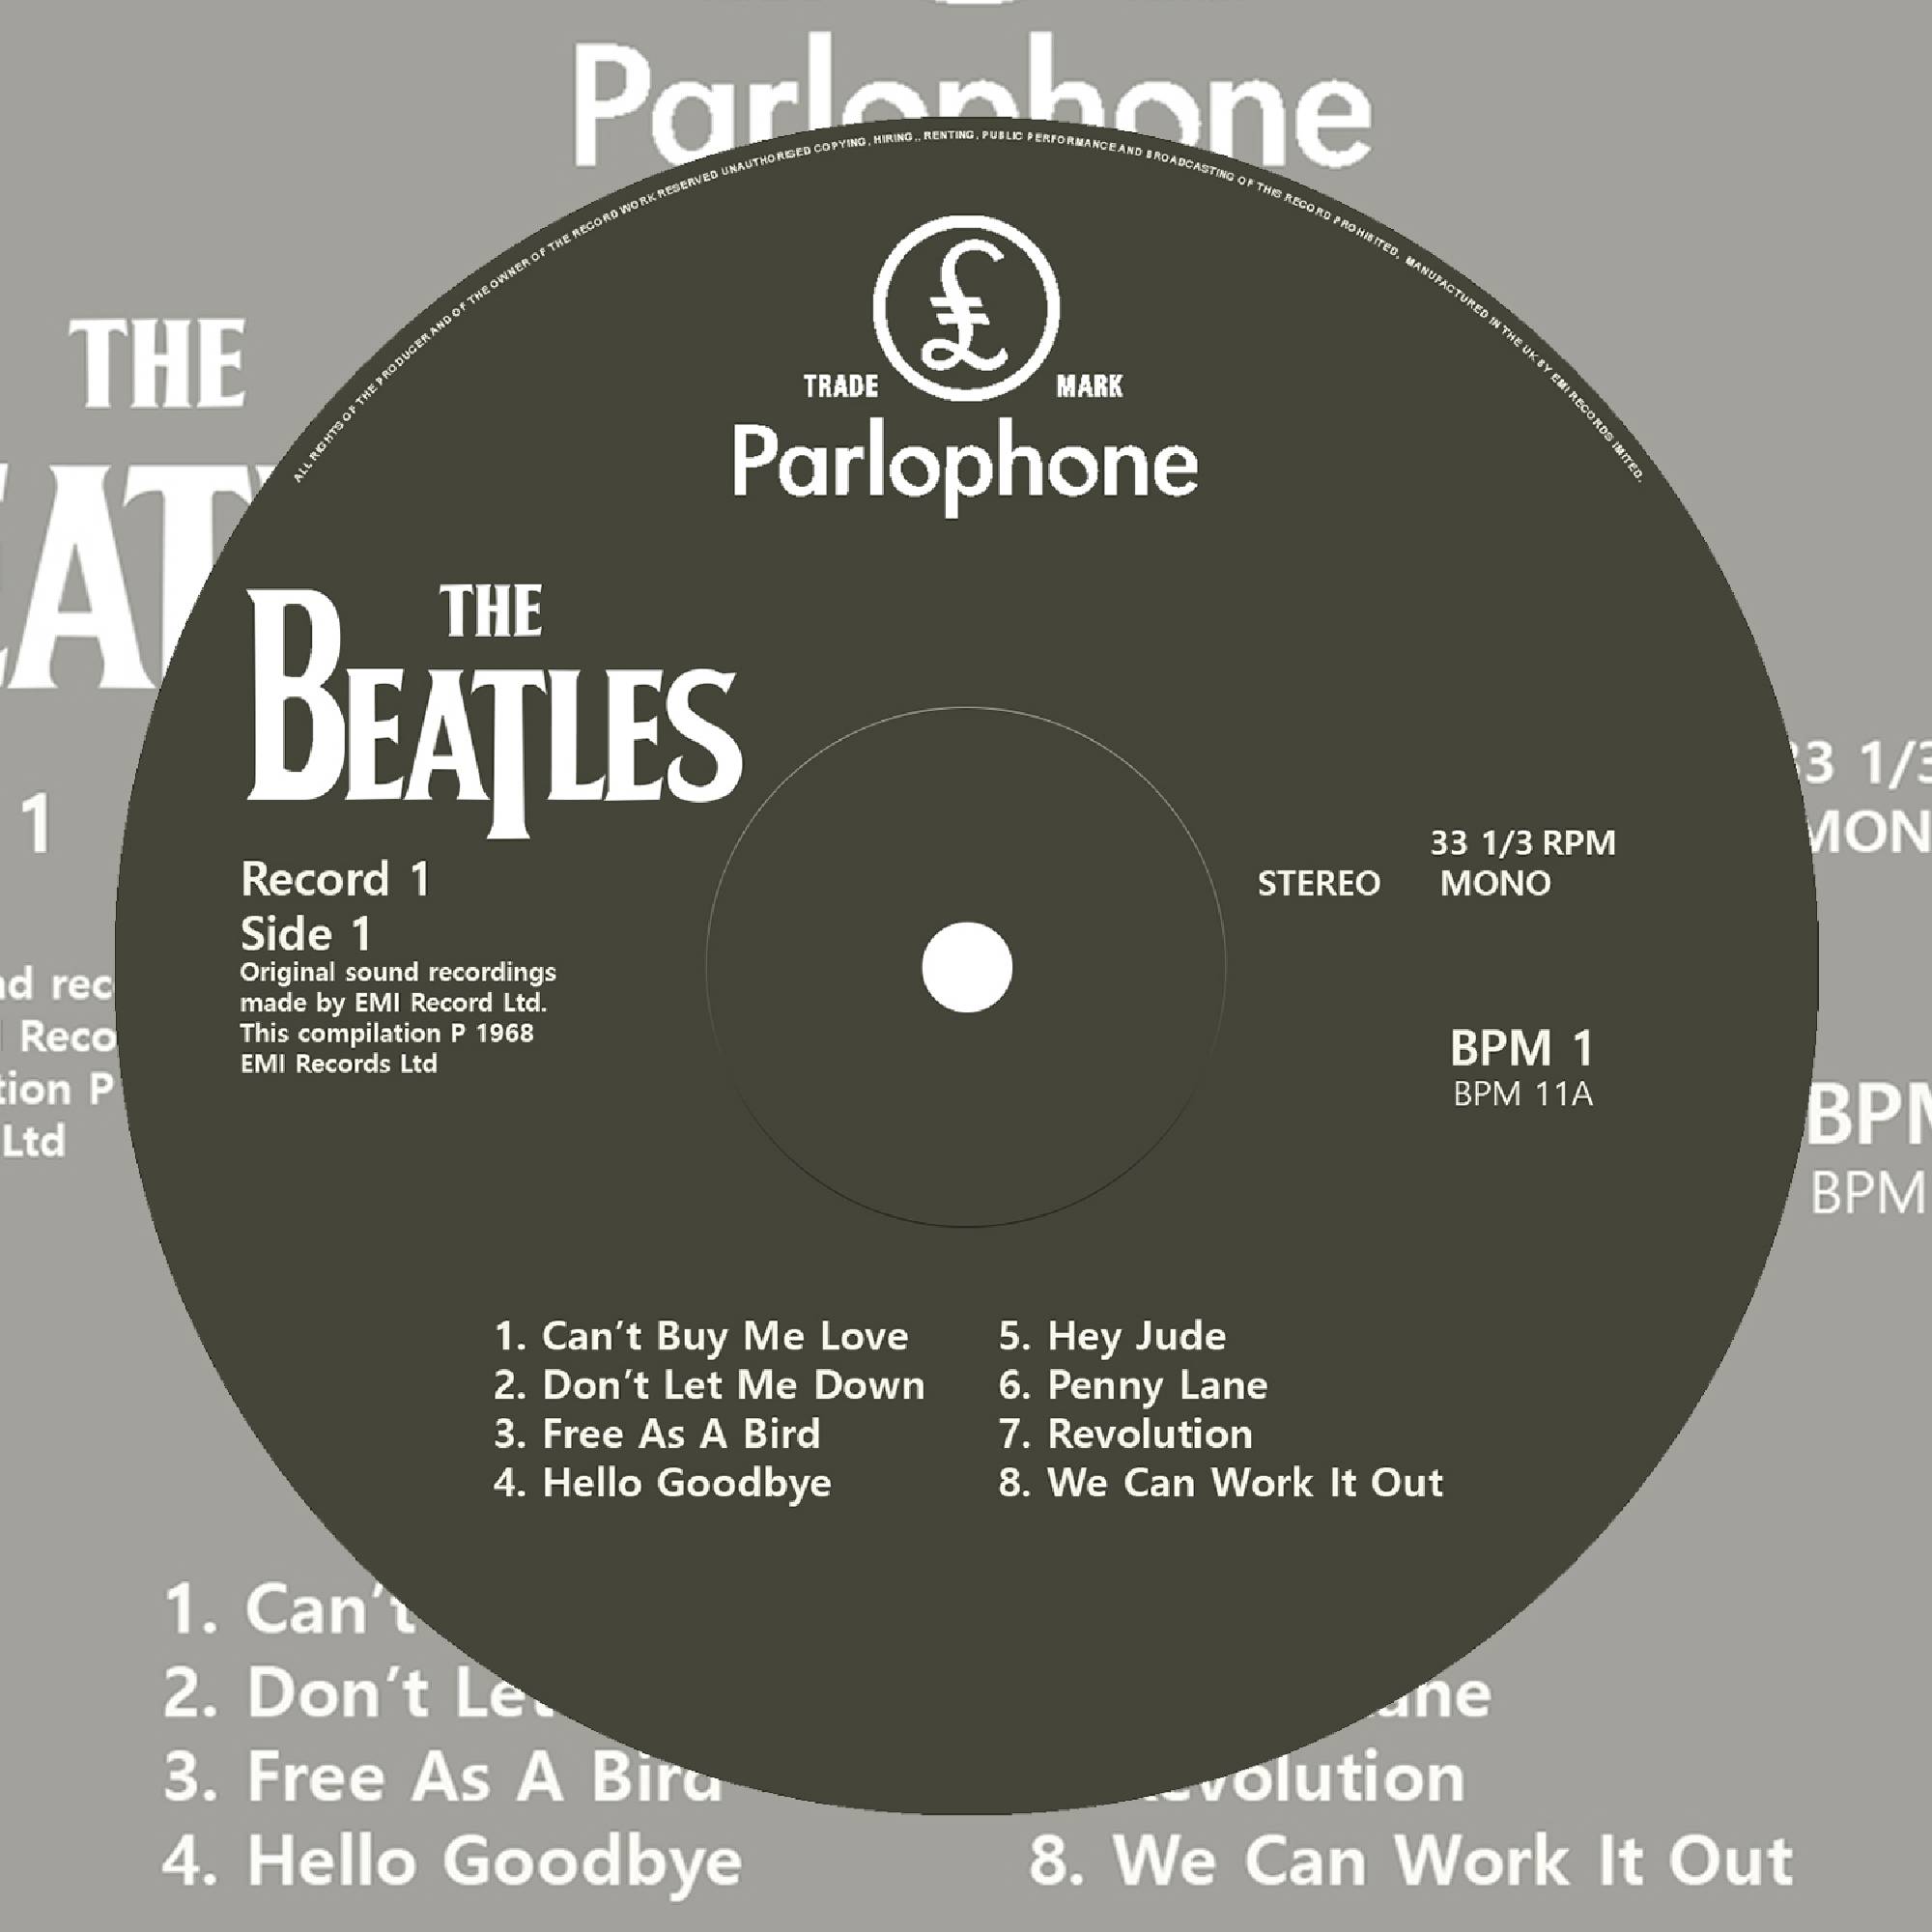 Parlophone
ALL RIGHTS OF THE PRODUCER AND OF THE OWNER OF THE RECORD WORK RESERVED UNAUTHORISED COPYING, HIRING,, RENTING, PUBLIC PERFORMANCE AND BROADCASTING OF THIS RECORD PROHIBITED. MANUFACTURED IN THE UK BY EMI RECORDS IMITED.
£
TRADE MARK
Parlophone
THE
EAT
THE
BEATLES
1
33 1/3
MON
33 1/3 RPM
STEREO MONO
Record 1
Side 1
Original sound recordings
made by EMI Record Ltd.
This compilation P 1968
EMI Records Ltd
nd rec
Reco
tion P
Ltd
BPM 1
BPM 11A
BPM
BPM
1. Can't Buy Me Love
2. Don't Let Me Down
3. Free As A Bird
4. Hello Goodbye
5. Hey Jude
6. Penny Lane
7. Revolution
8. We Can Work It Out
1. Can't
2. Don't Let
3. Free As A Bird
4. Hello Goodbye
ane
evolution
8. We Can Work It Out